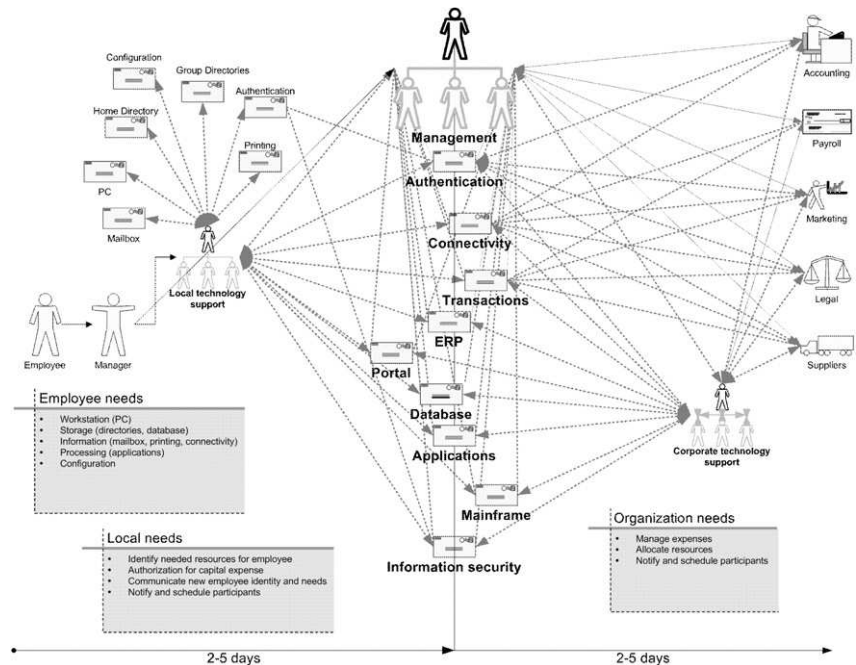 Configuration
Group Directories
Authentication
Home Directory
Printing
PC
Mailbox
Local technology
support
Employee
Manager
Management
Authentication
Connectivity
Transactions
ERP
Portal
Database
Applications
Mainframe
Information security
Accounting
Payroll
Marketing
Legal
Suppliers
Corporate technology
support
Employee needs
• Workstation (PC)
• Storage (directories, database)
• Information (mailbox, printing, connectivity)
• Processing (applications)
• Configuration
Local needs
• Identify needed resources for employee
• Authorization for capital expense
• Communicate new employee identity and needs
• Notify and schedule participants
Organization needs
• Manage expenses
• Allocate resources
• Notify and schedule participants
2-5 days
2-5 days